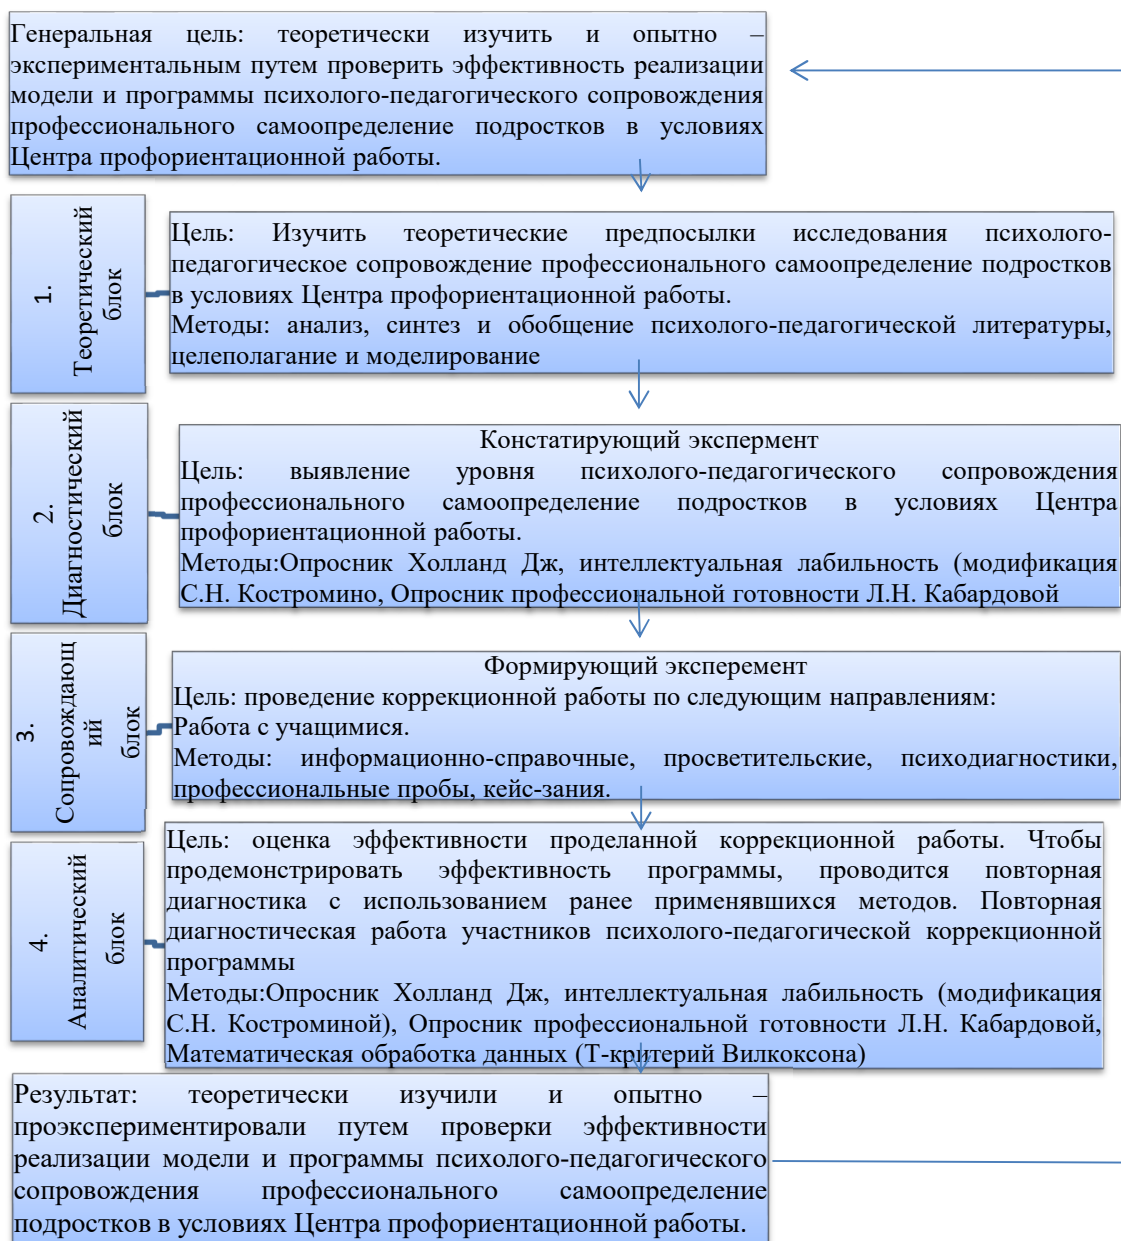 Генеральная цель: теоретически изучить и опытно –
экспериментальным путем проверить эффективность реализации
модели и программы психолого-педагогического сопровождения
профессионального самоопределение подростков в условиях
Центра профориентационной работы.
1.
Теоретический
блок
Цель: Изучить теоретические предпосылки исследования психолого-
педагогическое сопровождение профессионального самоопределение подростков
в условиях Центра профориентационной работы.
Методы: анализ, синтез и обобщение психолого-педагогической литературы,
целеполагание и моделирование
2.
Диагностический
блок
Констатирующий экспермент
Цель: выявление уровня психолого-педагогического сопровождения
профессионального самоопределение подростков в условиях Центра
профориентационной работы.
Методы:Опросник Холланд Дж, интеллектуальная лабильность (модификация
С.Н. Костромино, Опросник профессиональной готовности Л.Н. Кабардовой
3.
Сопровождающ
ий
блок
Формирующий эксперемент
Цель: проведение коррекционной работы по следующим направлениям:
Работа с учащимися.
Методы: информационно-справочные, просветительские, психодиагностики,
профессиональные пробы, кейс-зания.
4.
Аналитический
блок
Цель: оценка эффективности проделанной коррекционной работы. Чтобы
продемонстрировать эффективность программы, проводится повторная
диагностика с использованием ранее применявшихся методов. Повторная
диагностическая работа участников психолого-педагогической коррекционной
программы
Методы:Опросник Холланд Дж, интеллектуальная лабильность (модификация
С.Н. Костроминой), Опросник профессиональной готовности Л.Н. Кабардовой,
Математическая обработка данных (Т-критерий Вилкоксона)
Результат: теоретически изучили и опытно –
проэкспериментировали путем проверки эффективности
реализации модели и программы психолого-педагогического
сопровождения профессионального самоопределение
подростков в условиях Центра профориентационной работы.